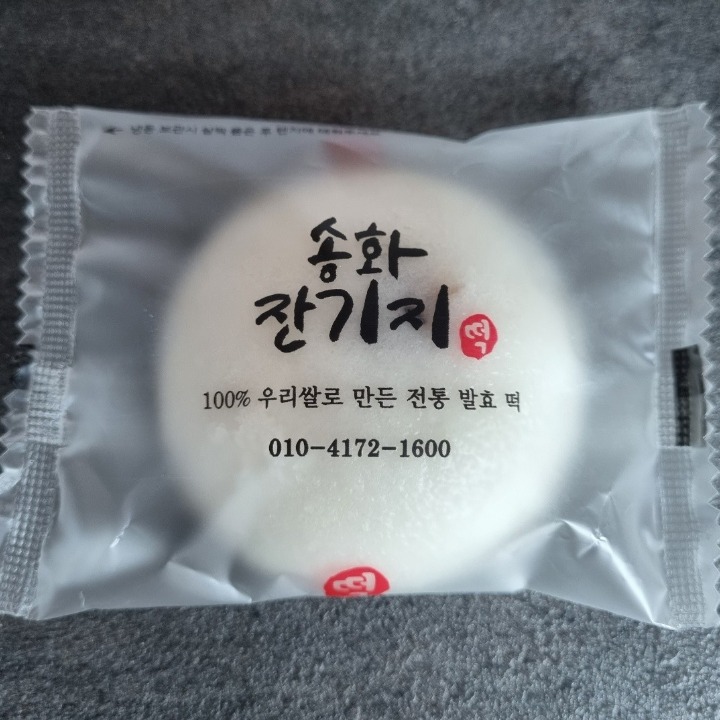 송화
잔기지
떡
100% 우리쌀로 만든 전통 발효 떡
010-4172-1600
떡